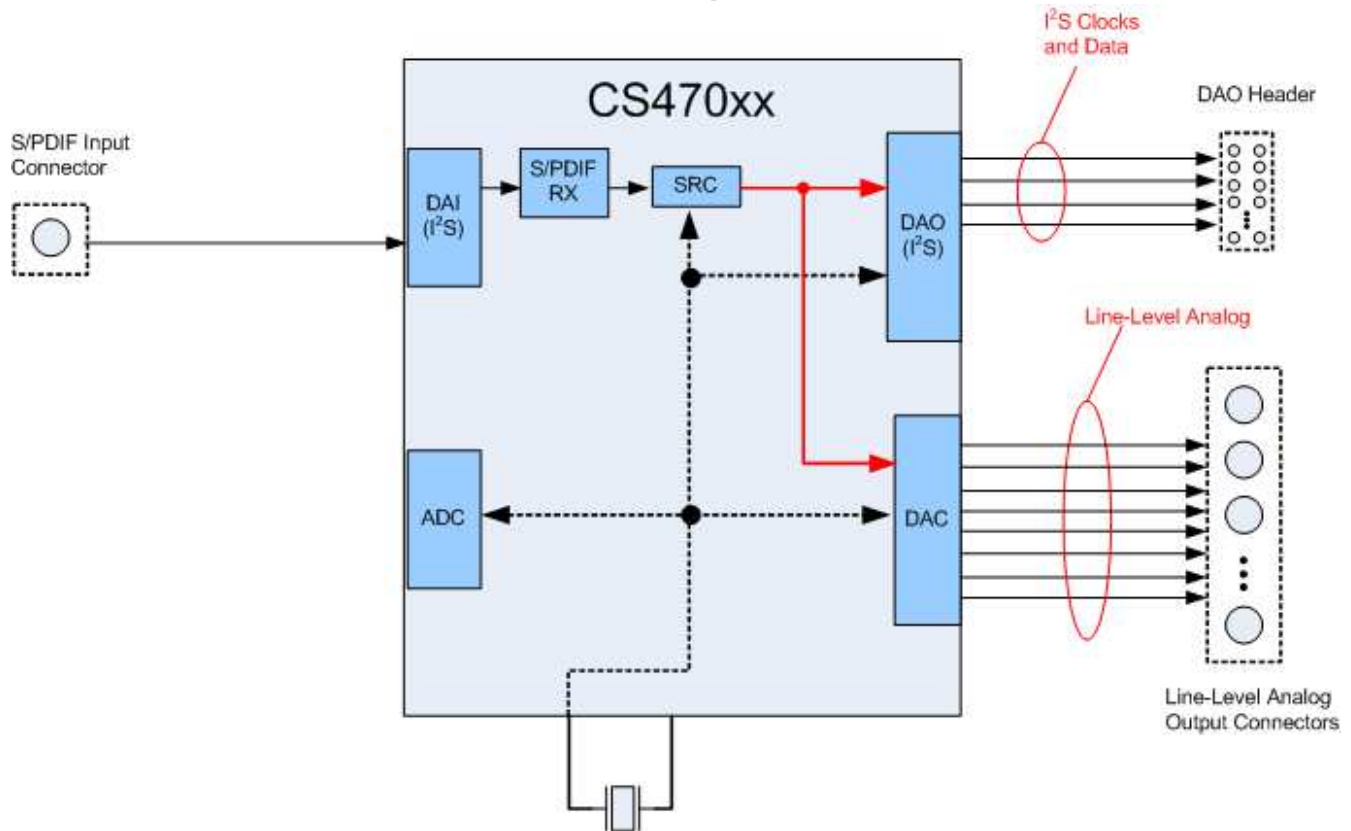 I²S Clocks
and Data
DAO Header
CS470xx
S/PDIF Input
Connector
DAI
(I²S)
S/PDIF
RX
SRC
DAO
(I²S)
Line-Level Analog
ADC
DAC
Line-Level Analog
Output Connectors